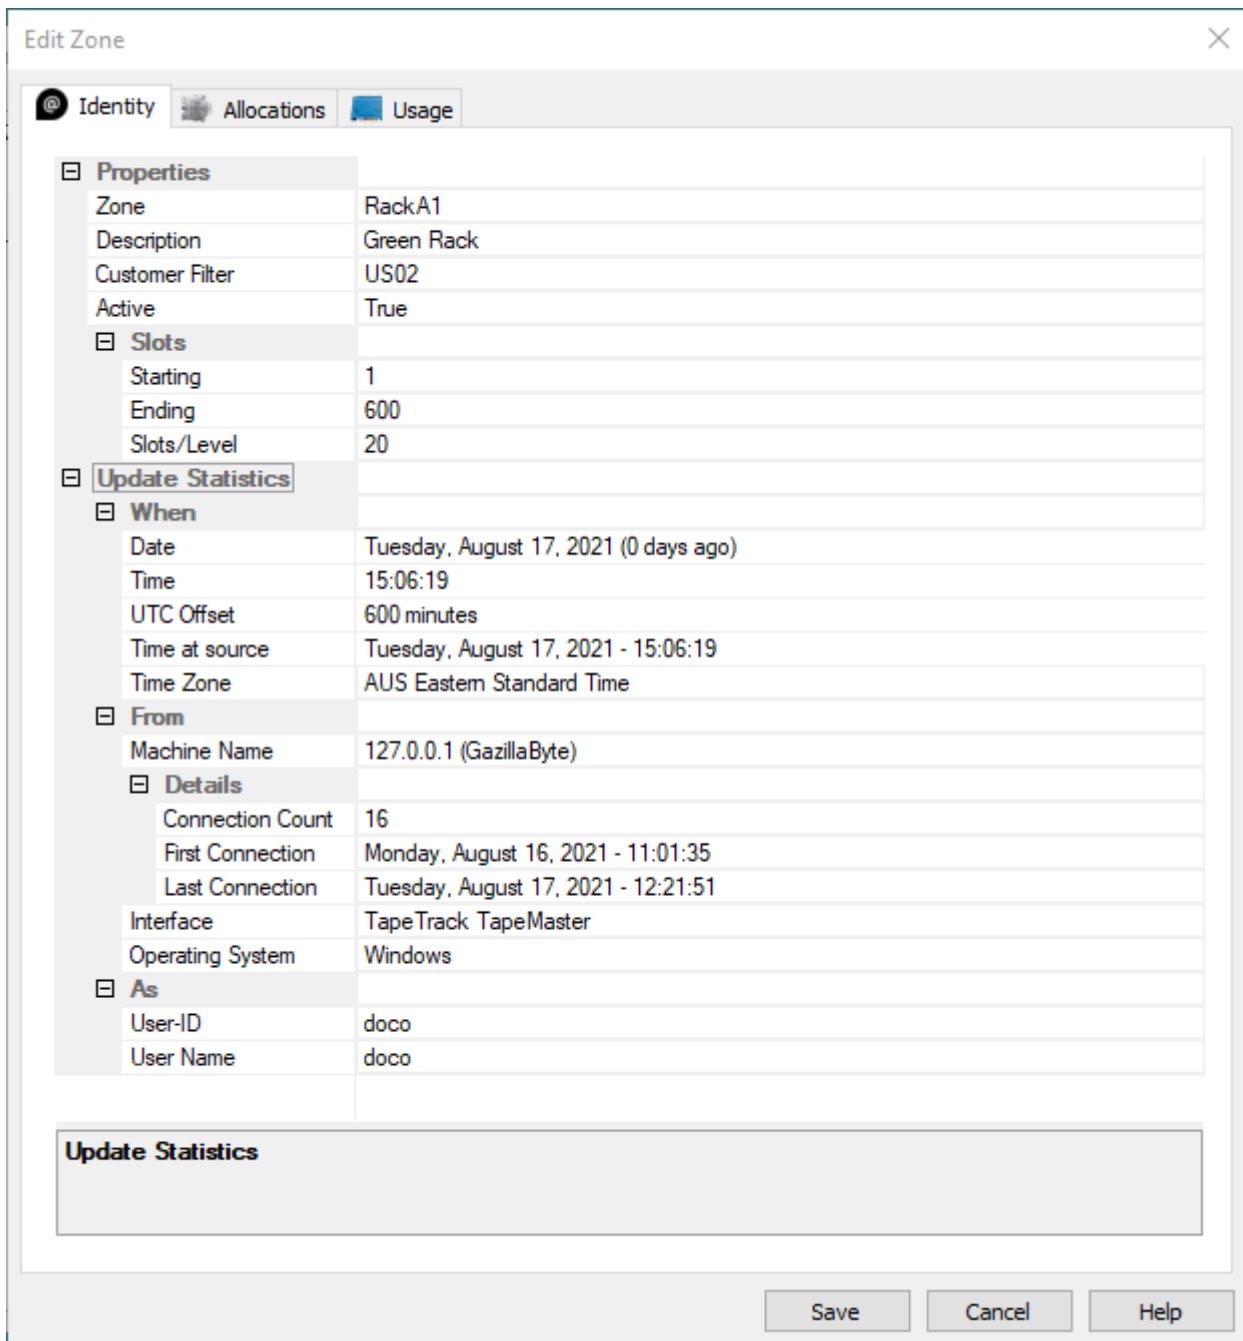 Edit Zone
Identity Allocations Usage
Properties
Zone RackA1
Description Green Rack
Customer Filter US02
Active True
Slots
Starting 1
Ending 600
Slots/Level 20
Update Statistics
When
Date Tuesday, August 17, 2021 (0 days ago)
Time 15:06:19
UTC Offset 600 minutes
Time at source Tuesday, August 17, 2021 - 15:06:19
Time Zone AUS Eastern Standard Time
From
Machine Name 127.0.0.1 (GazillaByte)
Details
Connection Count 16
First Connection Monday, August 16, 2021 - 11:01:35
Last Connection Tuesday, August 17, 2021 - 12:21:51
Interface TapeTrack TapeMaster
Operating System Windows
As
User-ID doco
User Name doco
Update Statistics
Save Cancel Help